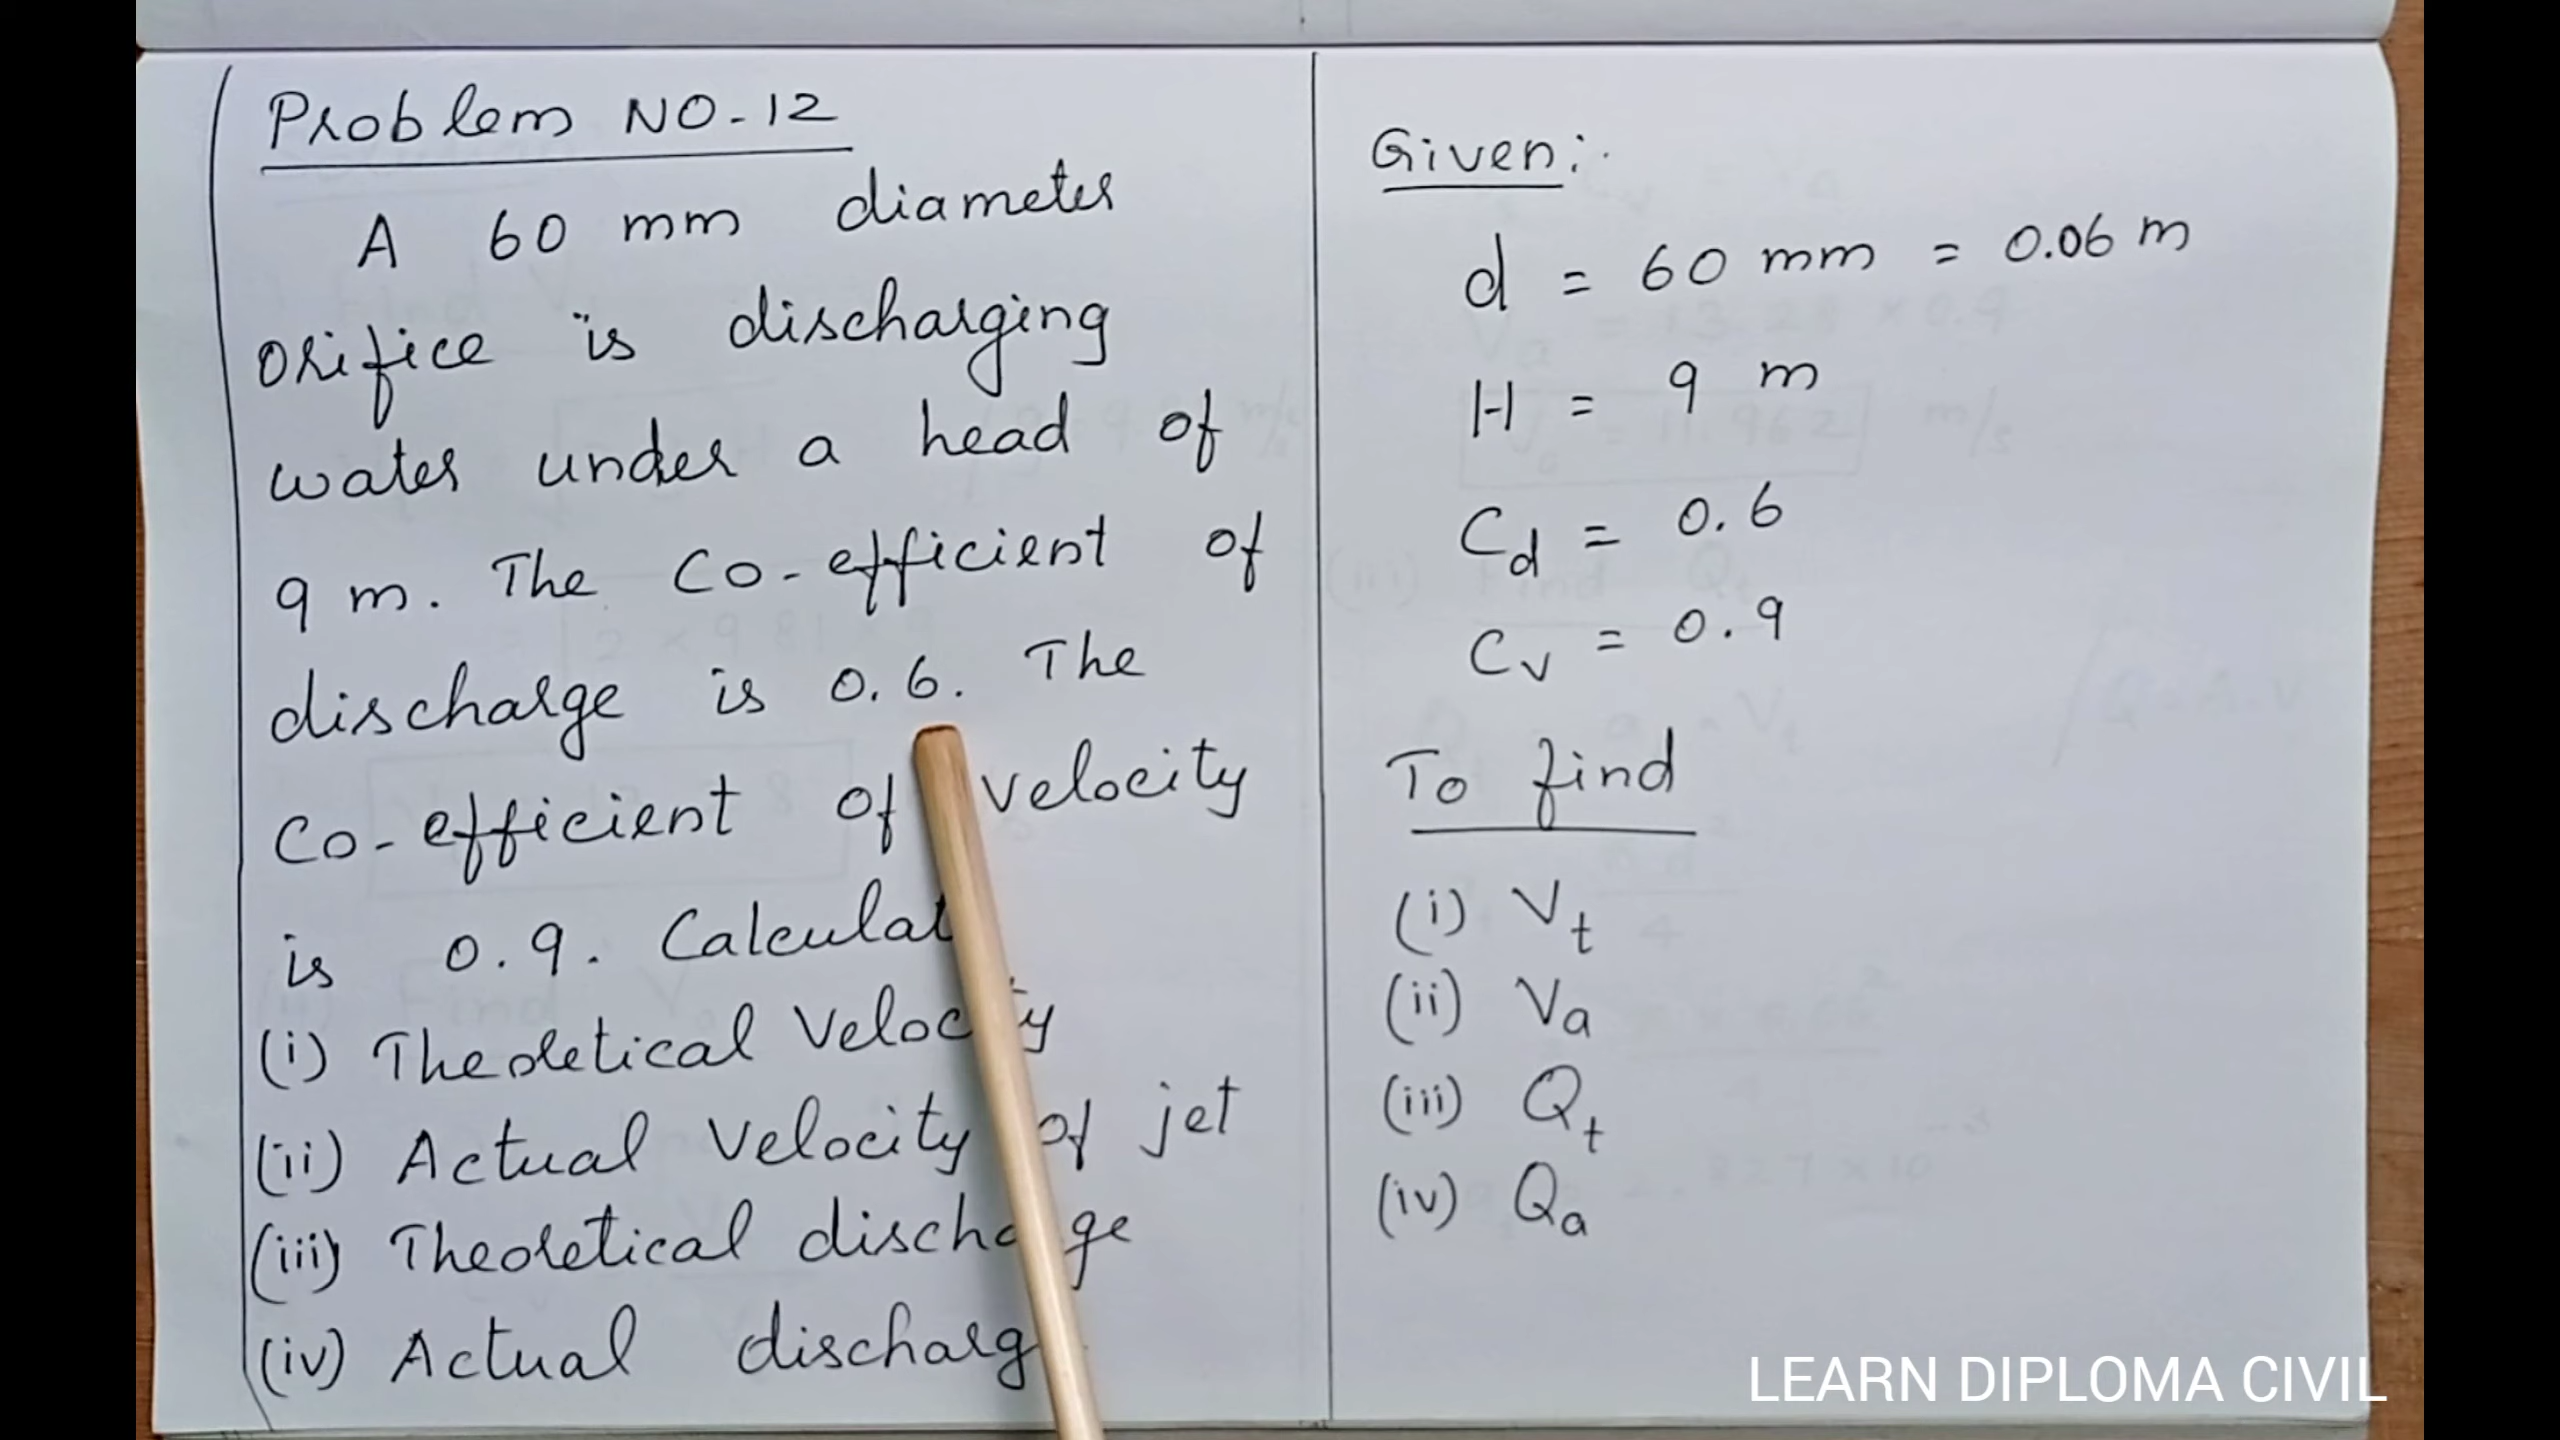 Problem NO-12
A 60 mm diameter
orifice is discharging
water under a head of
9 m. The Co-efficient of
discharge is 0.6. The
Co-efficient of velocity
is 0.9. Calculat
(i) Theoretical Velocity
(ii) Actual Velocity of jet
(iii) Theoretical discharge
(iv) Actual discharg
Given:
d = 60 mm = 0.06 m
H = 9 m
Cd = 0.6
Cv = 0.9
To find
(i) Vt
(ii) Va
(iii) Qt
(iv) Qa
LEARN DIPLOMA CIVIL